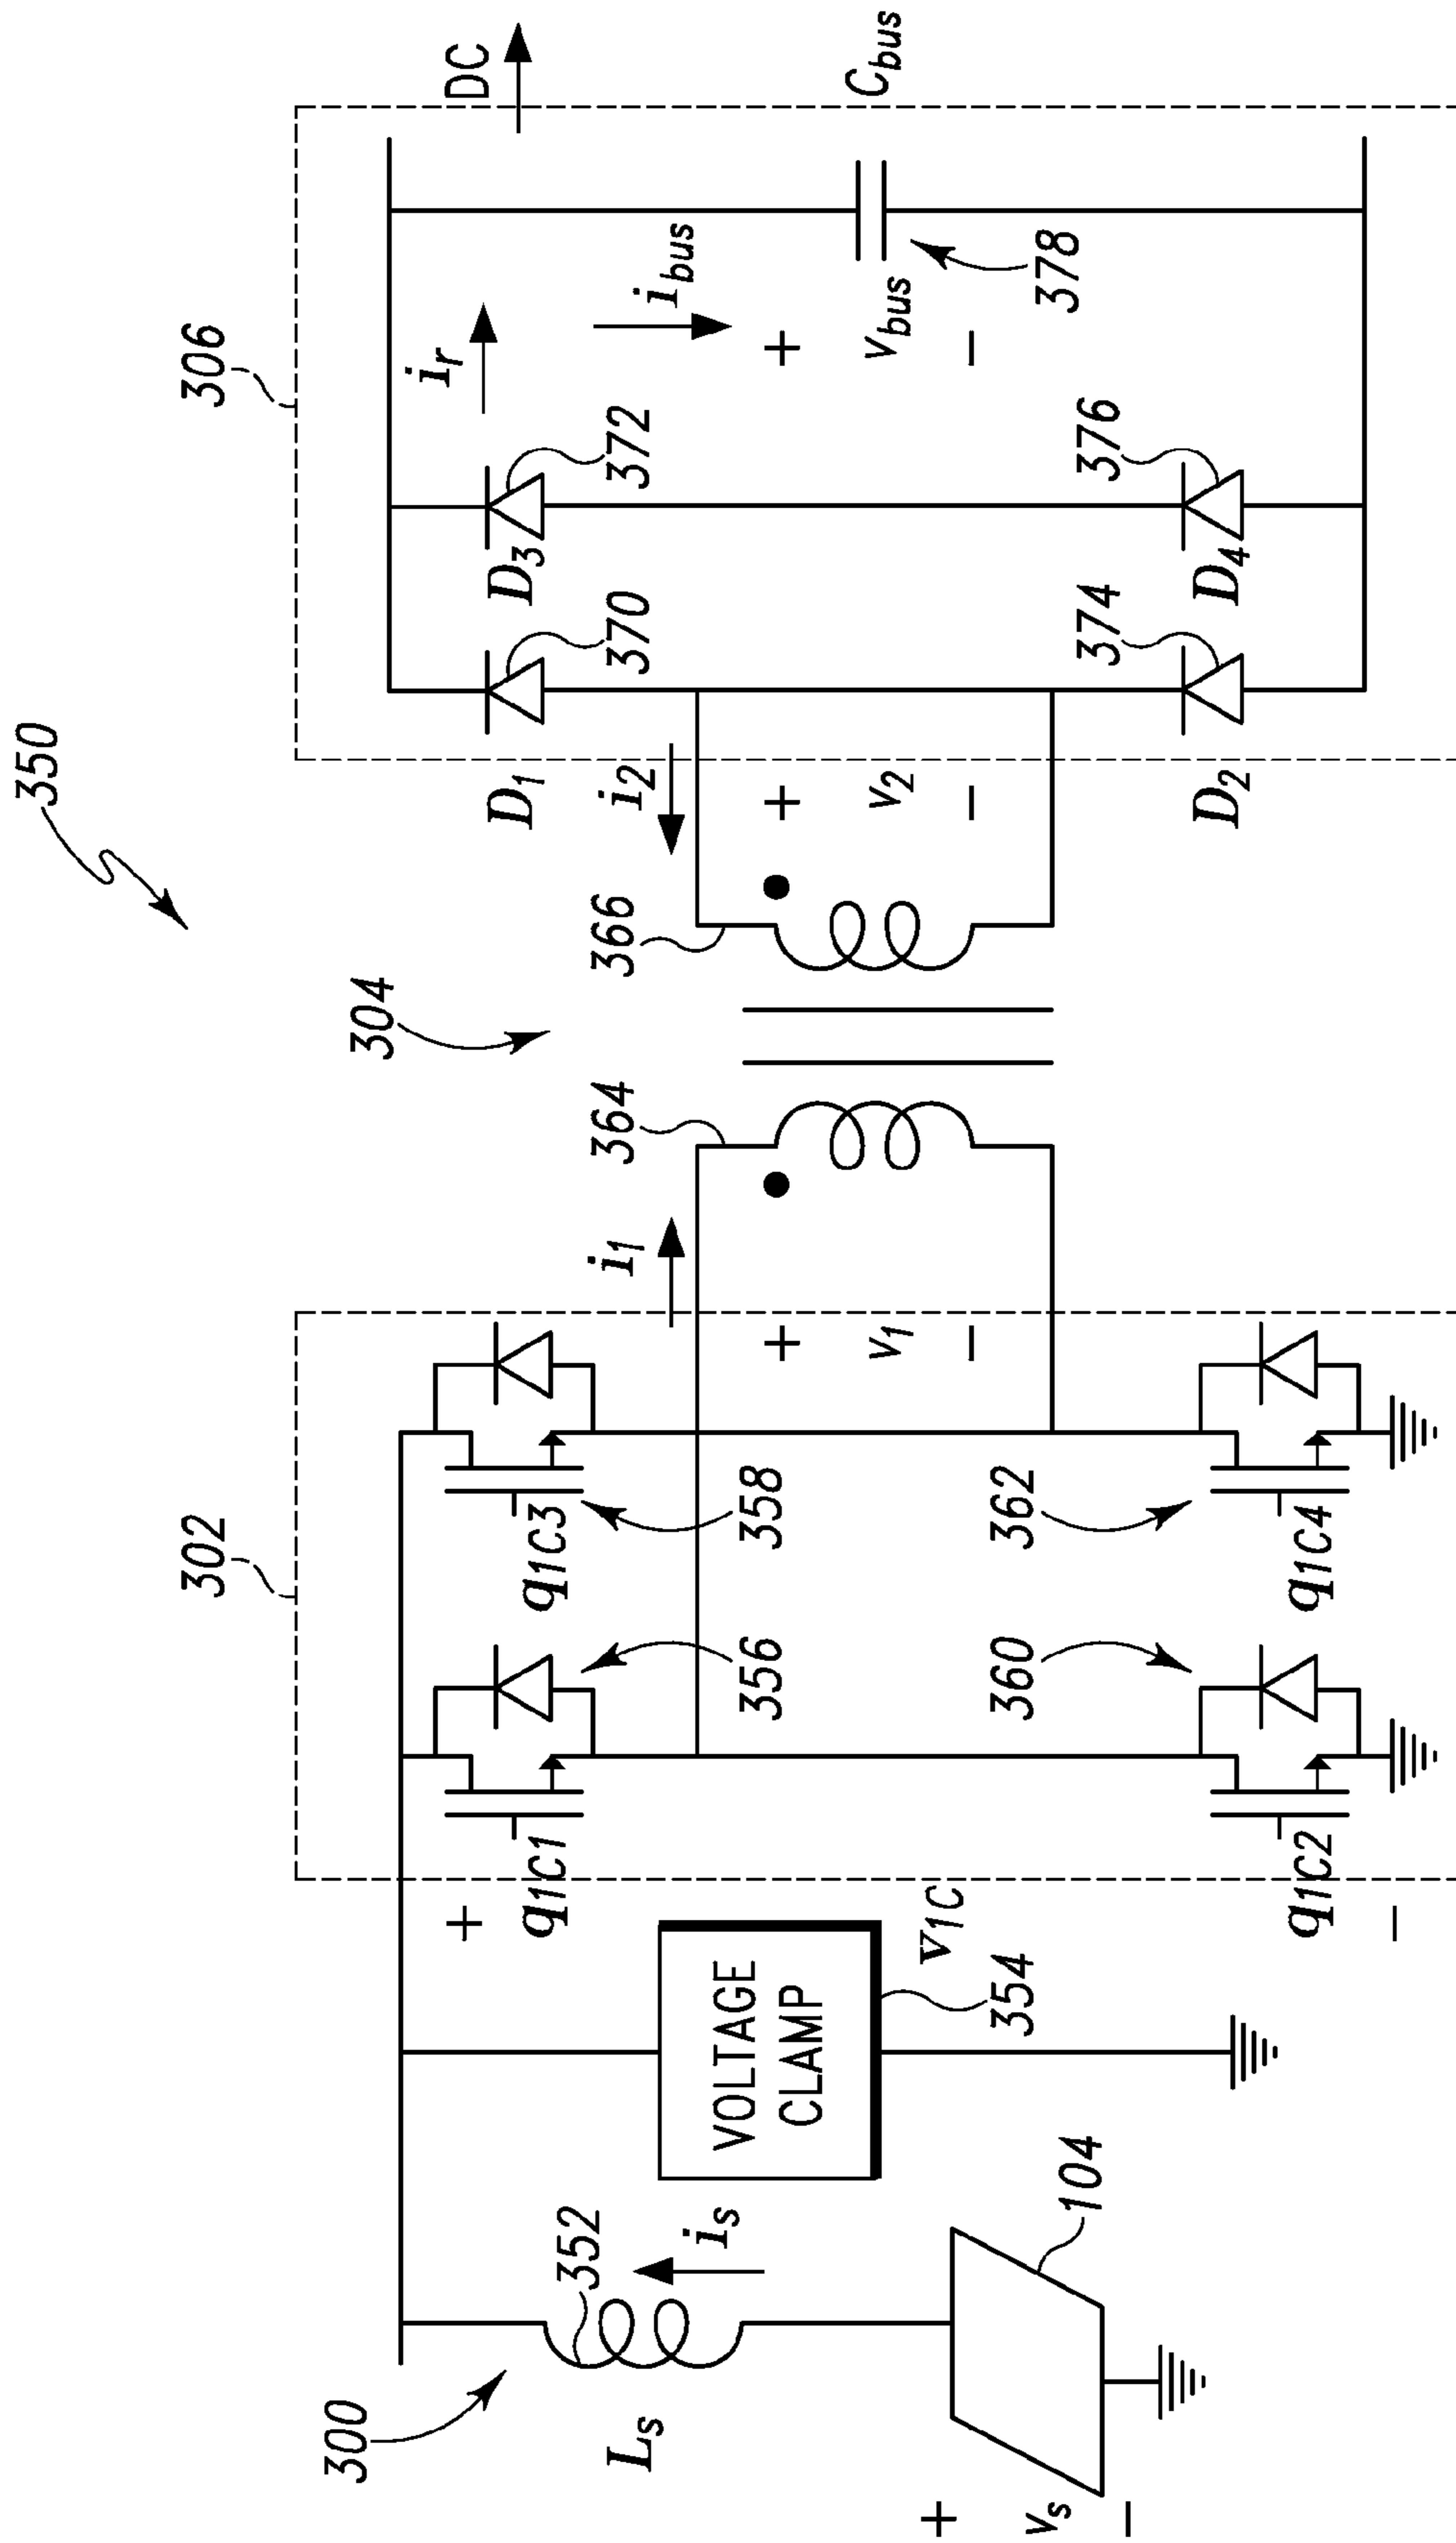 350
300
352
L_s
i_s
+
v_s
−
104
VOLTAGE
CLAMP
354
+
v_1C
−
302
q_1C1
356
q_1C3
358
360
q_1C2
362
q_1C4
i_1
+
v_1
−
304
364
366
i_2
+
v_2
−
306
D_1
370
D_3
372
374
D_2
376
D_4
i_r
i_bus
+
v_bus
−
378
C_bus
DC